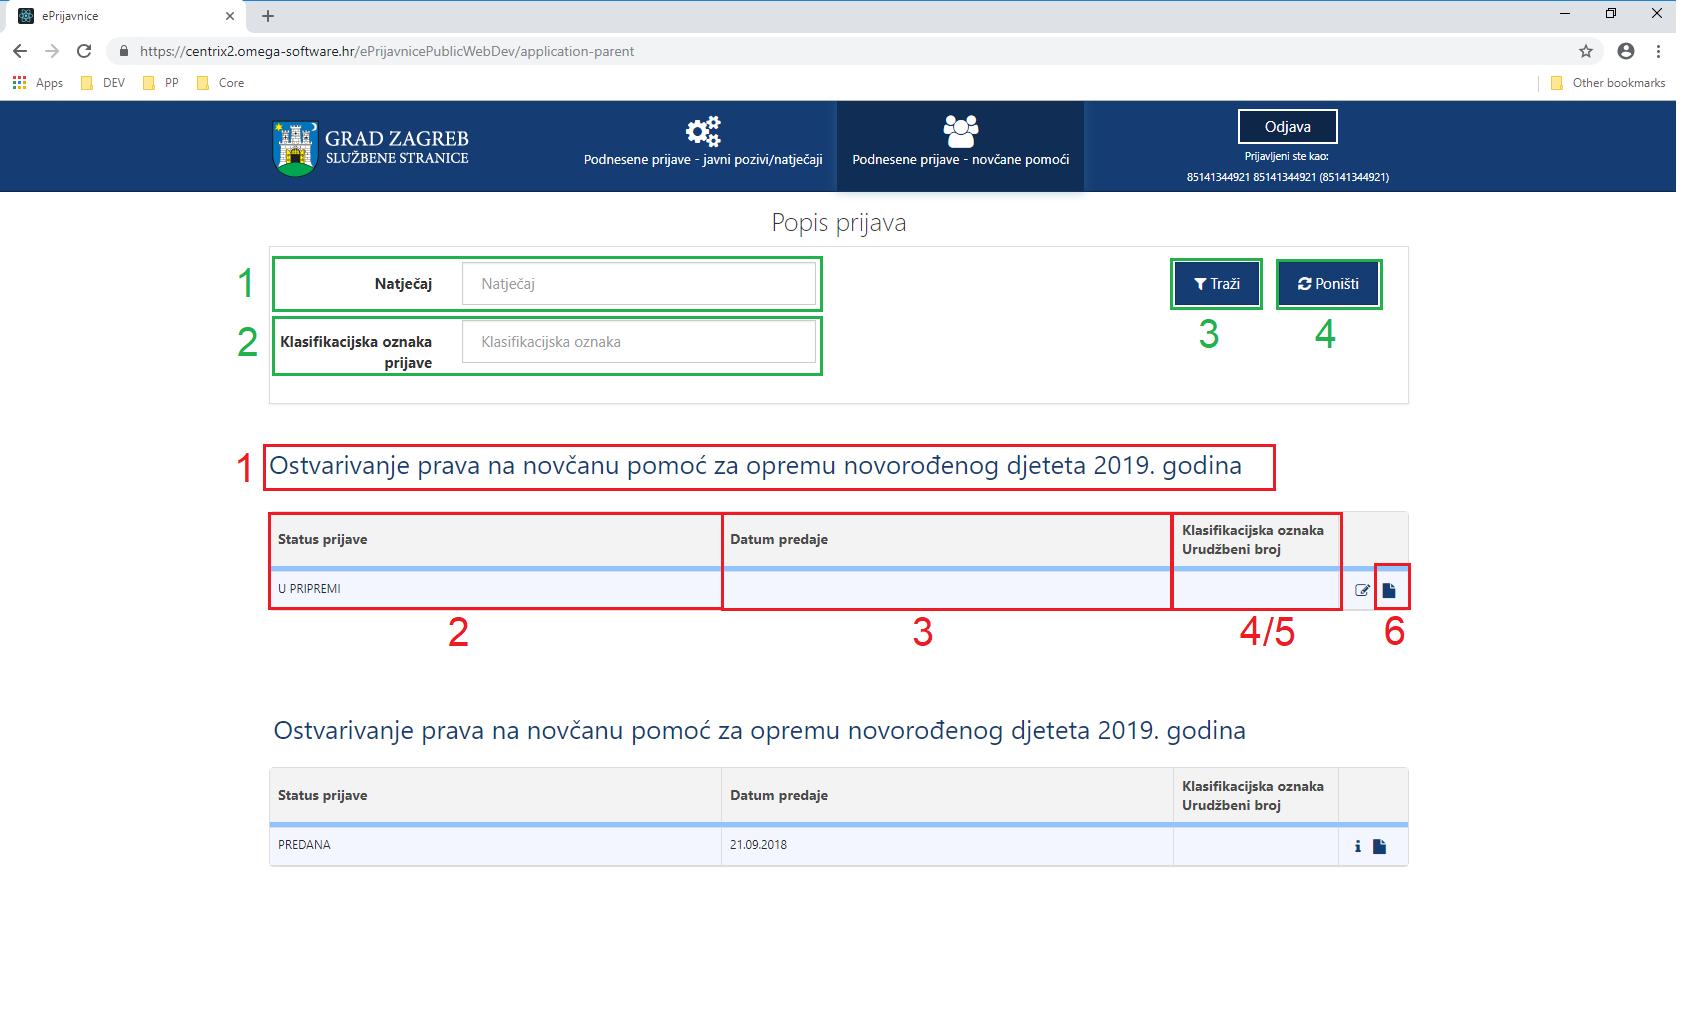 ePrijavnice
https://centrix2.omega-software.hr/ePrijavnicePublicWebDev/application-parent
Apps DEV PP Core Other bookmarks
GRAD ZAGREB
SLUŽBENE STRANICE
Podnesene prijave - javni pozivi/natječaji
Podnesene prijave - novčane pomoći
Odjava
Prijavljeni ste kao:
85141344921 85141344921 (85141344921)
Popis prijava
1 Natječaj Natječaj
Traži Poništi
2 Klasifikacijska oznaka Klasifikacijska oznaka
prijave
3 4
1 Ostvarivanje prava na novčanu pomoć za opremu novorođenog djeteta 2019. godina
Status prijave Datum predaje Klasifikacijska oznaka
Urudžbeni broj
U PRIPREMI
2 3 4/5 6
Ostvarivanje prava na novčanu pomoć za opremu novorođenog djeteta 2019. godina
Status prijave Datum predaje Klasifikacijska oznaka
Urudžbeni broj
PREDANA 21.09.2018